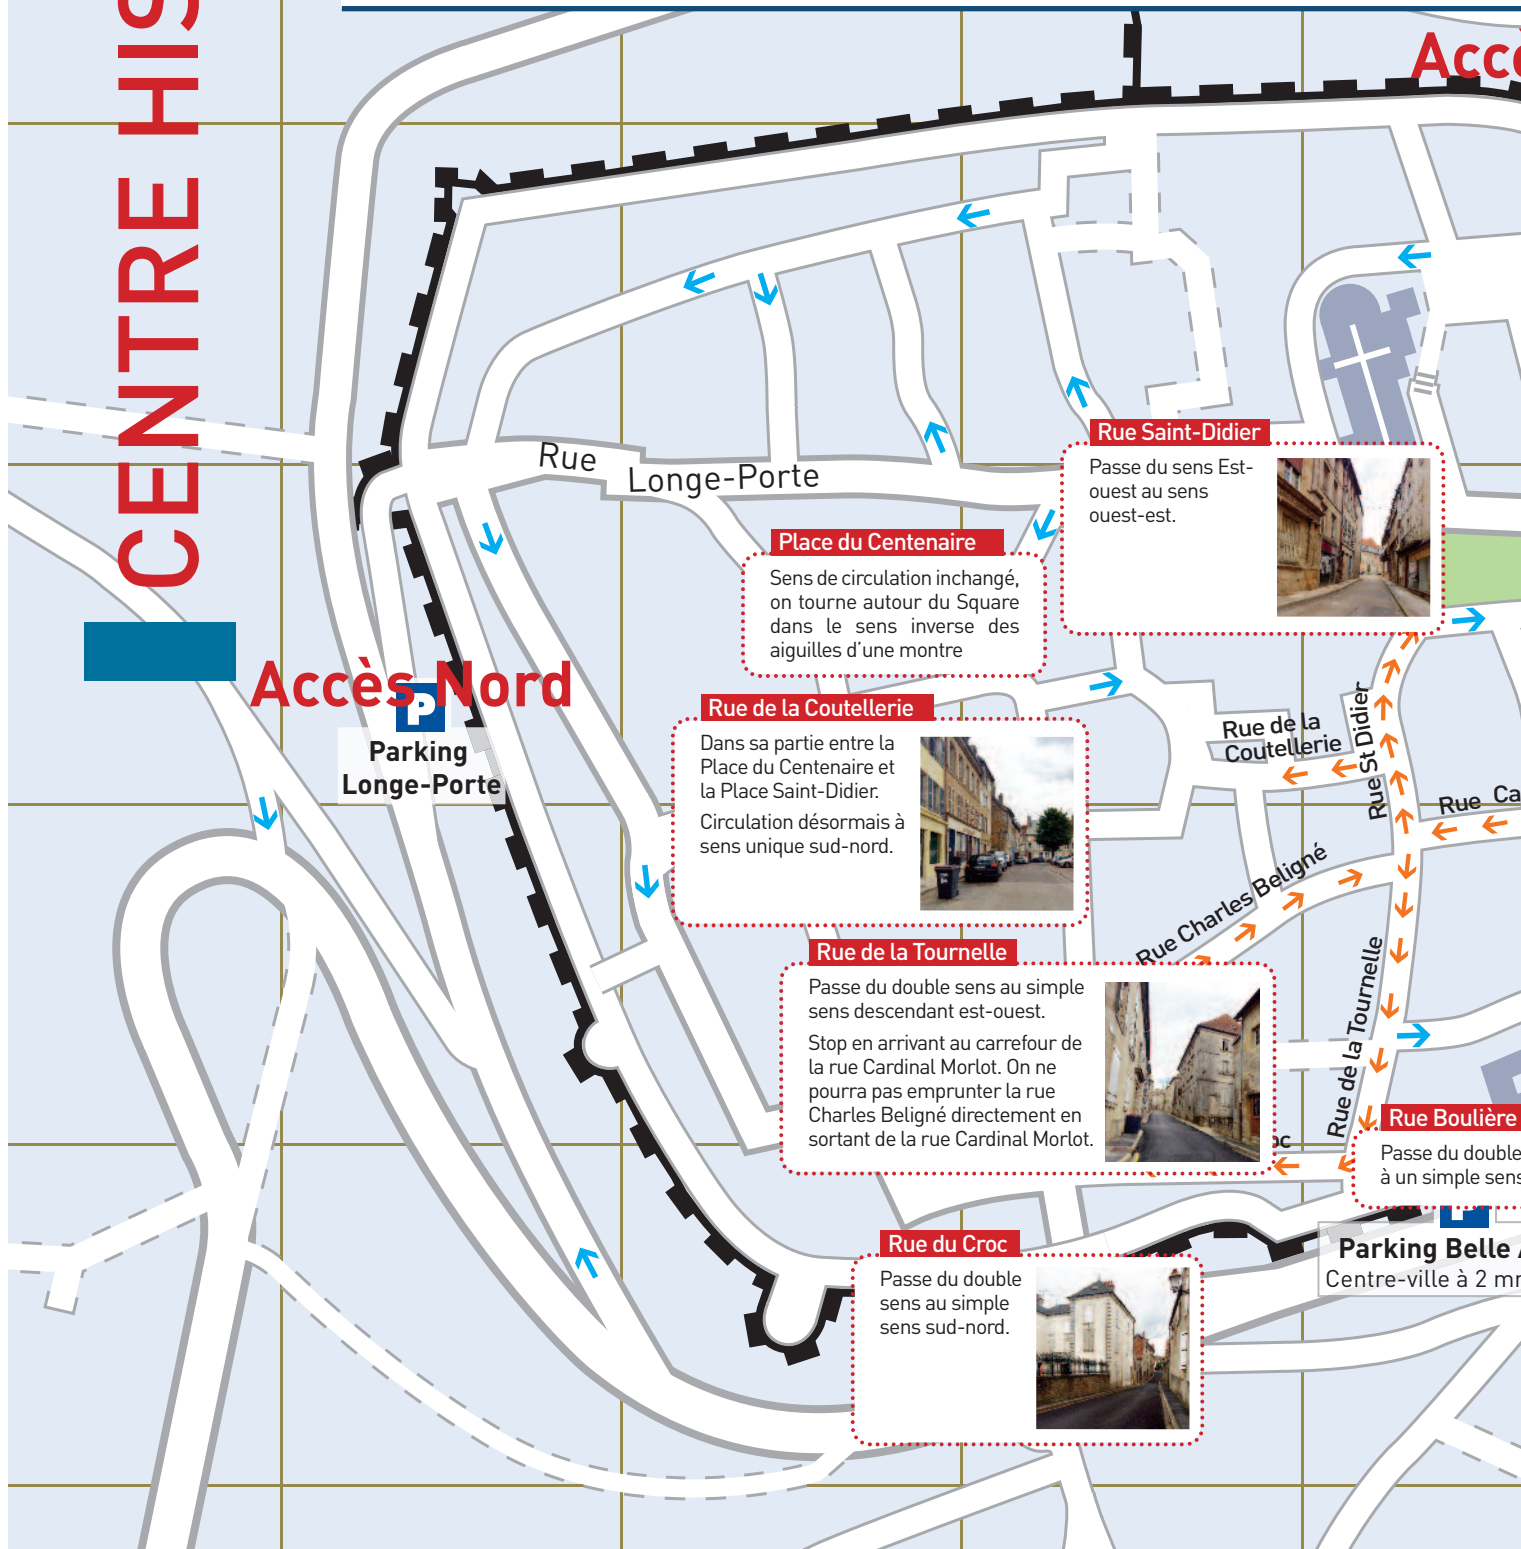 CENTRE HIS
Accè
Rue
Longe-Porte
Rue Saint-Didier
Passe du sens Est-
ouest au sens
ouest-est.
Place du Centenaire
Sens de circulation inchangé,
on tourne autour du Square
dans le sens inverse des
aiguilles d'une montre
Accès Nord
P
Parking
Longe-Porte
Rue de la Coutellerie
Dans sa partie entre la
Place du Centenaire et
la Place Saint-Didier.
Circulation désormais à
sens unique sud-nord.
Rue de la
Coutellerie
Rue St Didier
Rue Ca
Rue Charles Beligné
Rue de la Tournelle
Passe du double sens au simple
sens descendant est-ouest.
Stop en arrivant au carrefour de
la rue Cardinal Morlot. On ne
pourra pas emprunter la rue
Charles Beligné directement en
sortant de la rue Cardinal Morlot.
Rue de la Tournelle
oc
Rue Boulière
Passe du double
à un simple sens
P
Parking Belle
Centre-ville à 2 mn
Rue du Croc
Passe du double
sens au simple
sens sud-nord.